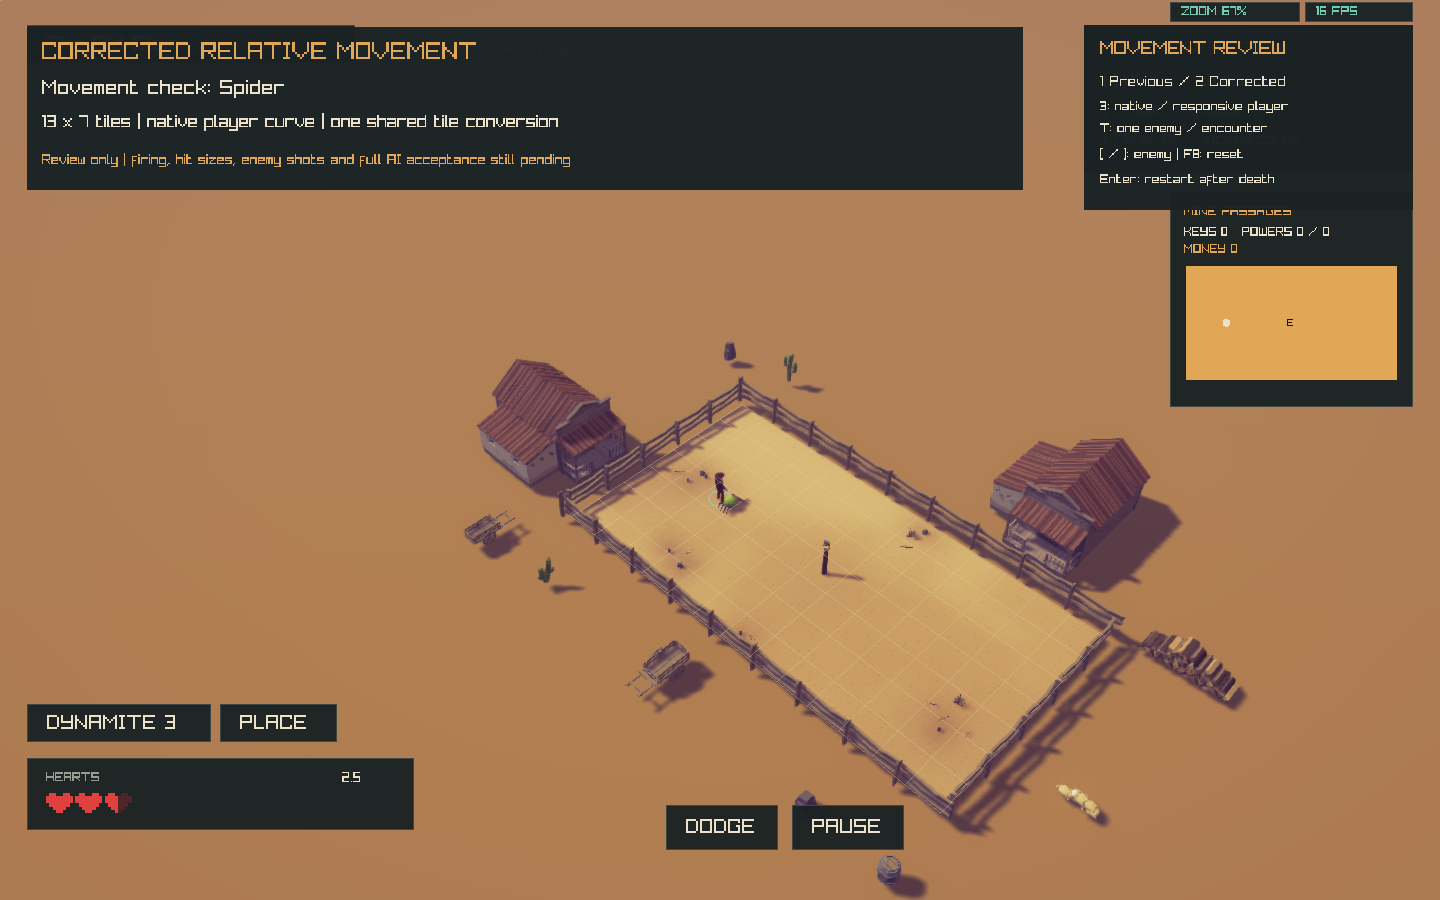 ZOOM 67%
16 FPS
CORRECTED RELATIVE MOVEMENT
Movement check: Spider
13 x 7 tiles | native player curve | one shared tile conversion
Review only | firing, hit sizes, enemy shots and full AI acceptance still pending
MOVEMENT REVIEW
1 Previous / 2 Corrected
3: native / responsive player
T: one enemy / encounter
[ / ]: enemy | F8: reset
Enter: restart after death
MINE PASSAGES
KEYS 0 POWERS 0 / 0
MONEY 0
E
DYNAMITE 3
PLACE
HEARTS
2.5
DODGE
PAUSE